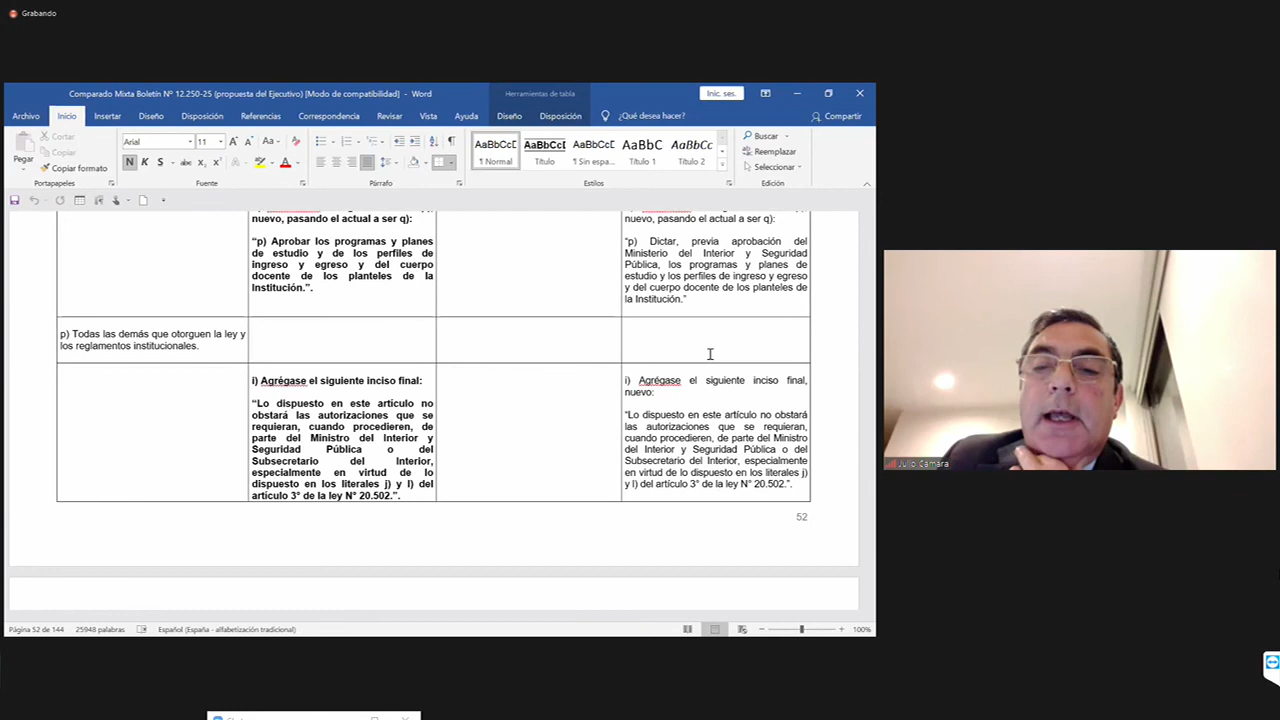 Grabando
Comparado Mixta Boletín Nº 12.250-25 (propuesta del Ejecutivo) [Modo de compatibilidad] - Word
Herramientas de tabla
Inic. ses.
Archivo Inicio Insertar Diseño Disposición Referencias Correspondencia Revisar Vista Ayuda Diseño Disposición ¿Qué desea hacer? Compartir
Pegar
Cortar
Copiar
Copiar formato
Portapapeles
Arial 11
N K S abc x₂ x²
Fuente
Párrafo
AaBbCcD AaBbCcI AaBbCcD AaBbC AaBbCc
¶ Normal Título ¶ Sin espa... Título 1 Título 2
Estilos
Buscar
Reemplazar
Seleccionar
Edición
nuevo, pasando el actual a ser q):
“p) Aprobar los programas y planes
de estudio y de los perfiles de
ingreso y egreso y del cuerpo
docente de los planteles de la
Institución.”.
nuevo, pasando el actual a ser q):
“p) Dictar, previa aprobación del
Ministerio del Interior y Seguridad
Pública, los programas y planes de
estudio y los perfiles de ingreso y egreso
y del cuerpo docente de los planteles de
la Institución.”
p) Todas las demás que otorguen la ley y
los reglamentos institucionales.
i) Agrégase el siguiente inciso final:
“Lo dispuesto en este artículo no
obstará las autorizaciones que se
requieran, cuando procedieren, de
parte del Ministro del Interior y
Seguridad Pública o del
Subsecretario del Interior,
especialmente en virtud de lo
dispuesto en los literales j) y l) del
artículo 3° de la ley N° 20.502.”.
i) Agrégase el siguiente inciso final,
nuevo:
“Lo dispuesto en este artículo no obstará
las autorizaciones que se requieran,
cuando procedieren, de parte del Ministro
del Interior y Seguridad Pública o del
Subsecretario del Interior, especialmente
en virtud de lo dispuesto en los literales j)
y l) del artículo 3° de la ley N° 20.502.”.
52
Página 52 de 144 25948 palabras Español (España - alfabetización tradicional) 100%
Julio Camara